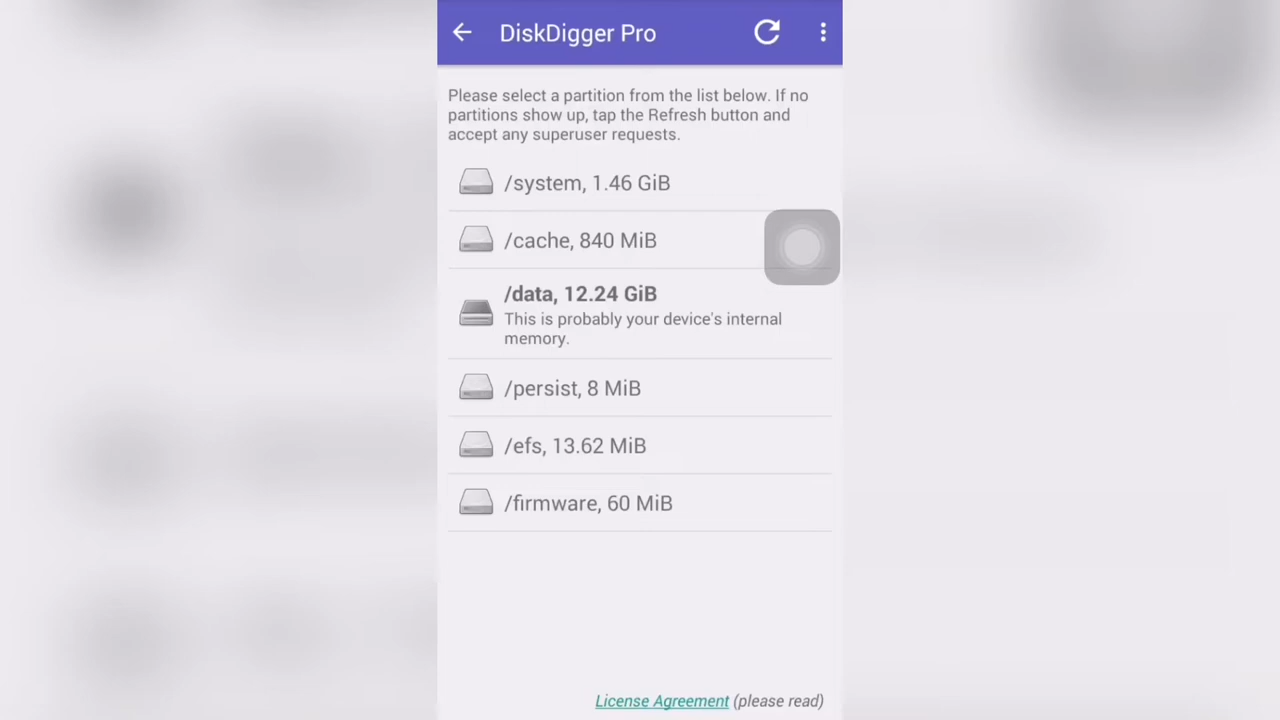 DiskDigger Pro
Please select a partition from the list below. If no
partitions show up, tap the Refresh button and
accept any superuser requests.
/system, 1.46 GiB
/cache, 840 MiB
/data, 12.24 GiB
This is probably your device's internal
memory.
/persist, 8 MiB
/efs, 13.62 MiB
/firmware, 60 MiB
License Agreement (please read)